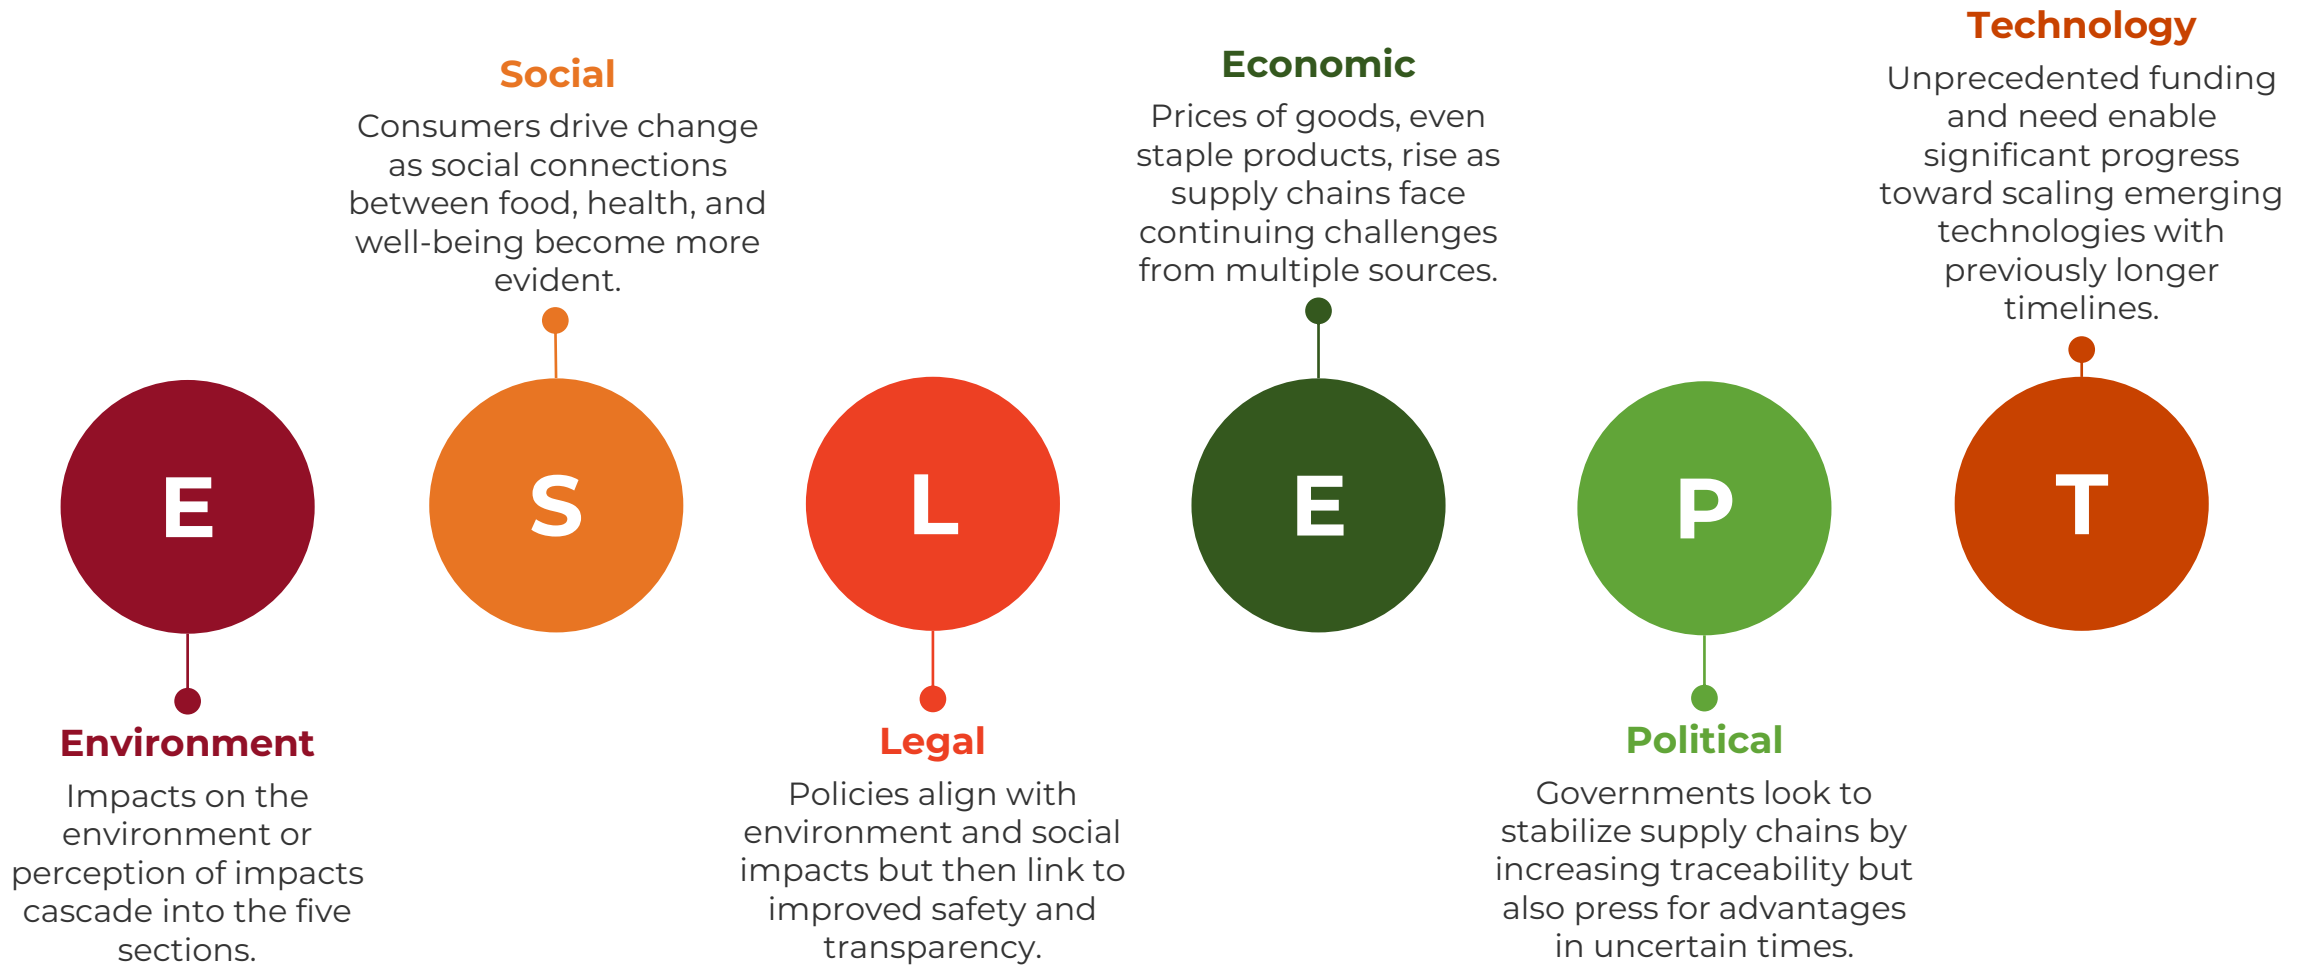 Social
Consumers drive change
as social connections
between food, health, and
well-being become more
evident.
Economic
Prices of goods, even
staple products, rise as
supply chains face
continuing challenges
from multiple sources.
Technology
Unprecedented funding
and need enable
significant progress
toward scaling emerging
technologies with
previously longer
timelines.
E
S
L
E
P
T
Environment
Impacts on the
environment or
perception of impacts
cascade into the five
sections.
Legal
Policies align with
environment and social
impacts but then link to
improved safety and
transparency.
Political
Governments look to
stabilize supply chains by
increasing traceability but
also press for advantages
in uncertain times.